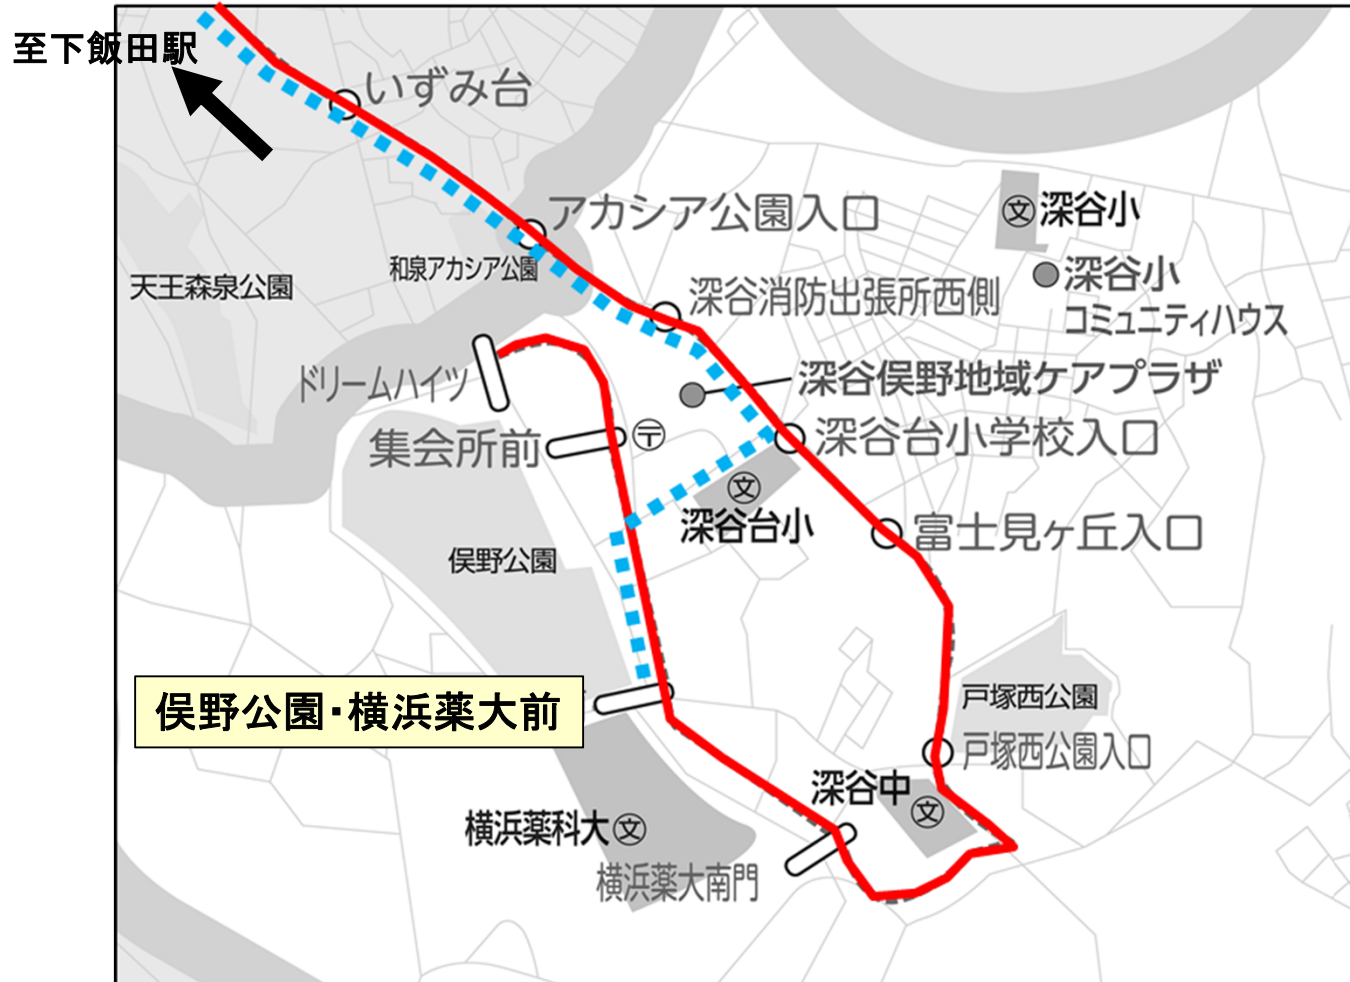 至下飯田駅
いずみ台
アカシア公園入口
和泉アカシア公園
天王森泉公園
文
深谷小
深谷小
コミュニティハウス
深谷消防出張所西側
ドリームハイツ
深谷俣野地域ケアプラザ
集会所前
〒
深谷台小学校入口
文
深谷台小
富士見ヶ丘入口
俣野公園
俣野公園・横浜薬大前
戸塚西公園
戸塚西公園入口
深谷中
文
横浜薬科大
文
横浜薬大南門